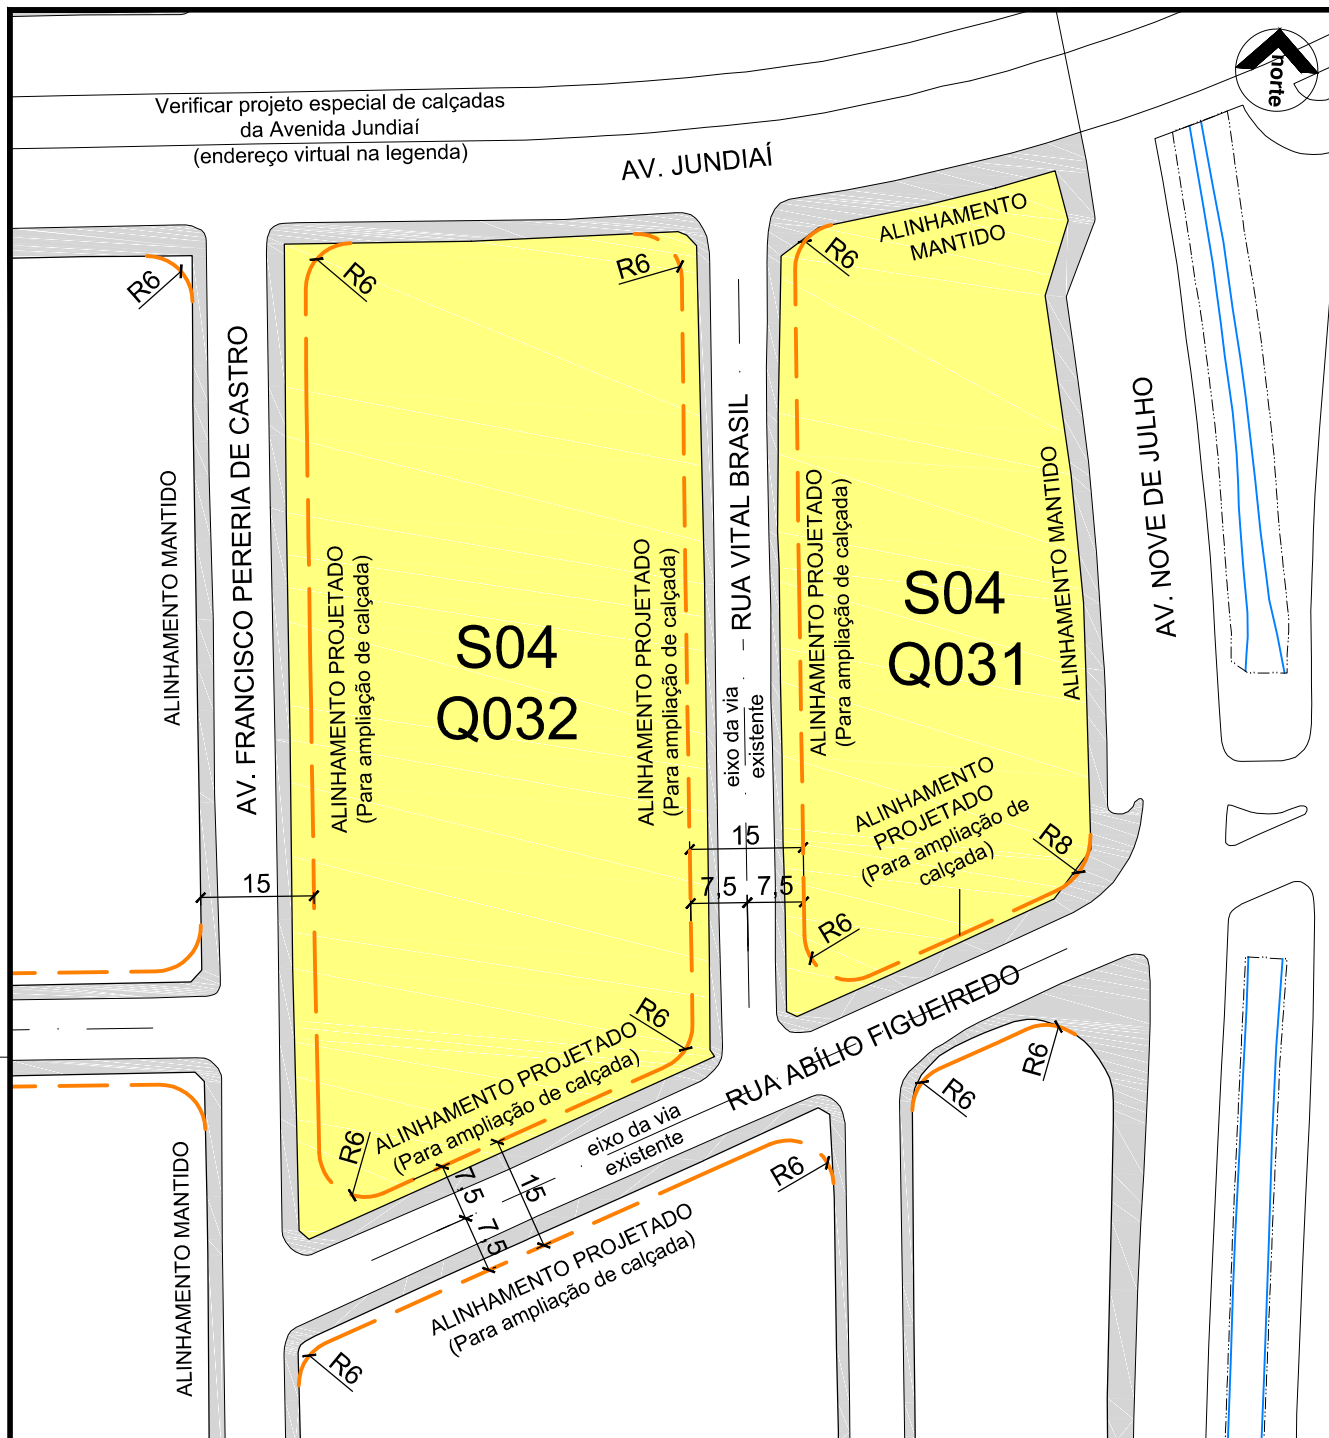 Verificar projeto especial de calçadas
da Avenida Jundiaí
(endereço virtual na legenda)
AV. JUNDIAÍ
norte
ALINHAMENTO
MANTIDO
R6
R6
R6
R6
AV. FRANCISCO PERERIA DE CASTRO
ALINHAMENTO MANTIDO
ALINHAMENTO PROJETADO
(Para ampliação de calçada)
S04
Q032
ALINHAMENTO PROJETADO
(Para ampliação de calçada)
RUA VITAL BRASIL
eixo da via
existente
ALINHAMENTO PROJETADO
(Para ampliação de calçada)
S04
Q031
ALINHAMENTO MANTIDO
AV. NOVE DE JULHO
ALINHAMENTO
PROJETADO
(Para ampliação de
calçada)
R8
15
15
7,5
7,5
R6
R6
ALINHAMENTO PROJETADO
(Para ampliação de calçada)
R6
RUA ABÍLIO FIGUEIREDO
eixo da via
existente
R6
R6
R6
7,5
7,5
15
ALINHAMENTO PROJETADO
(Para ampliação de calçada)
ALINHAMENTO MANTIDO
R6